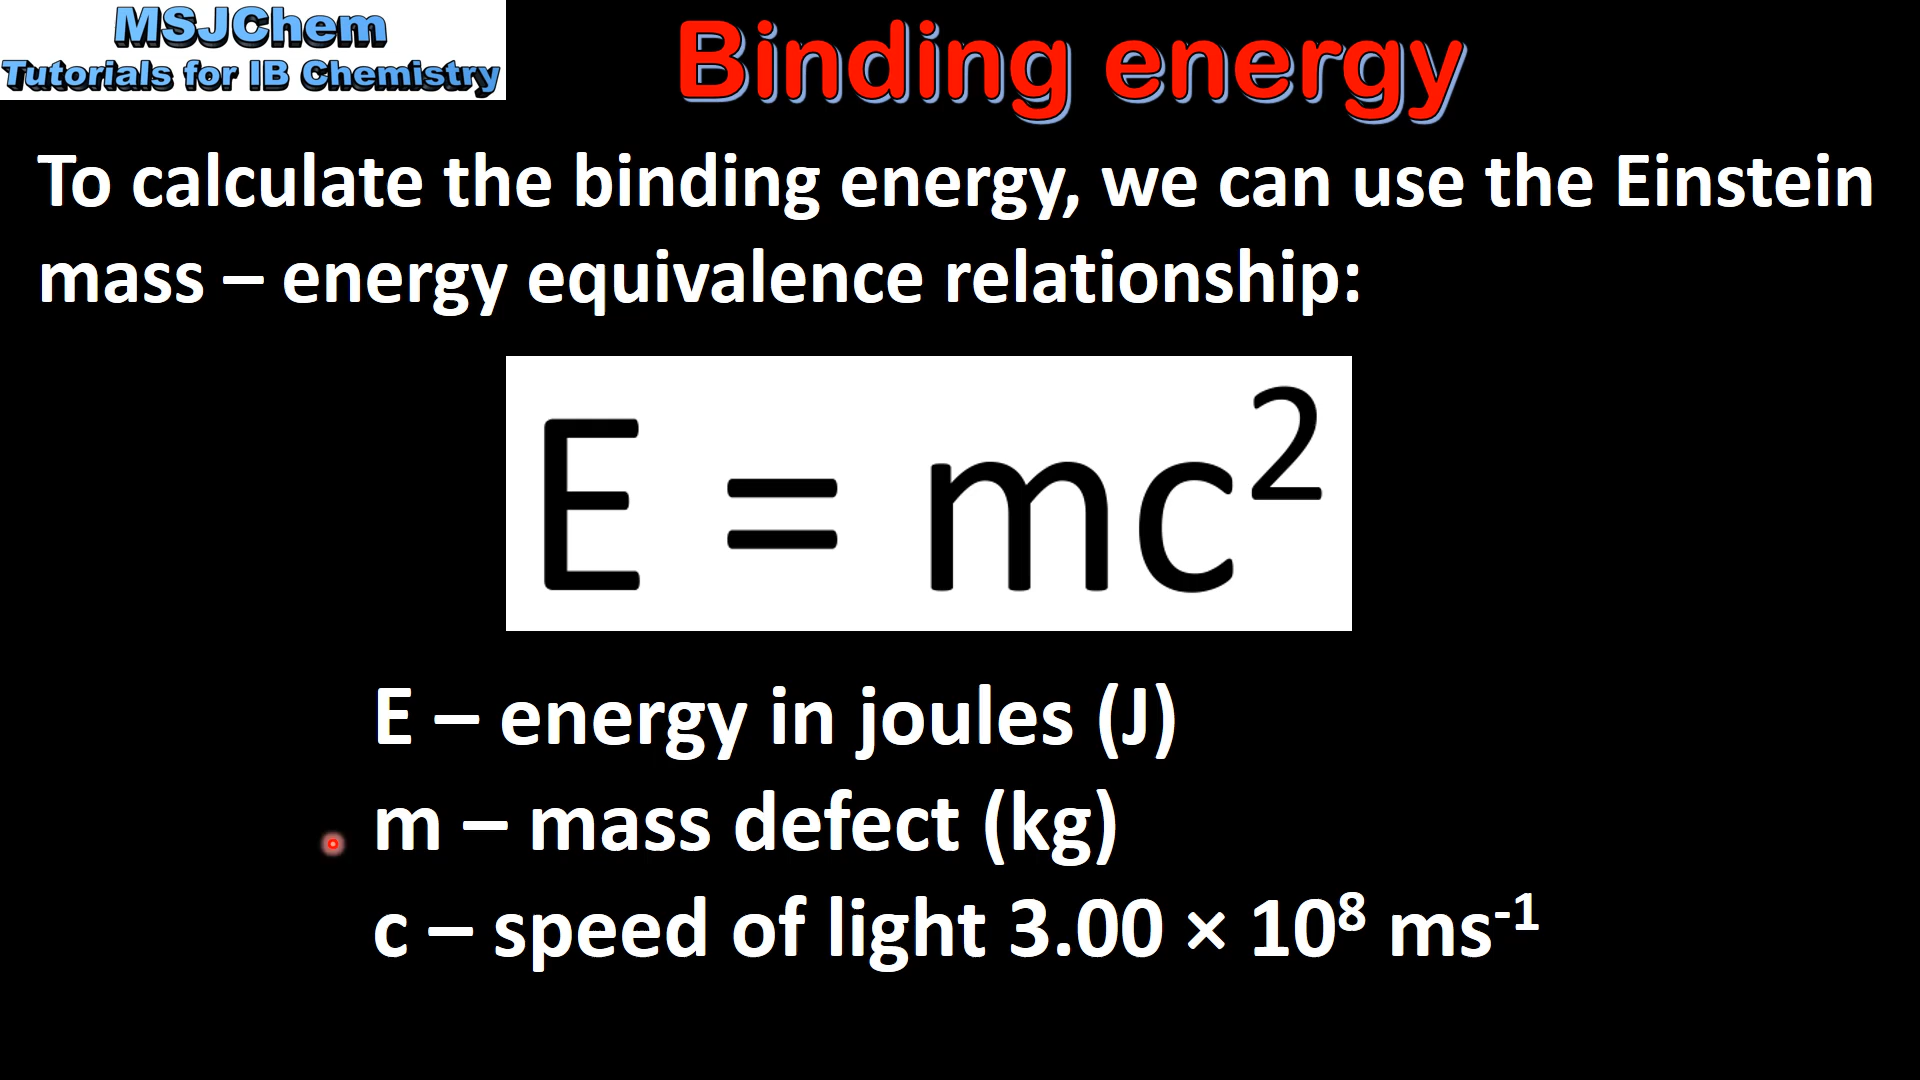 MSJChem
Tutorials for IB Chemistry
Binding energy
To calculate the binding energy, we can use the Einstein
mass – energy equivalence relationship:
E = mc²
E – energy in joules (J)
m – mass defect (kg)
c – speed of light 3.00 × 10⁸ ms⁻¹